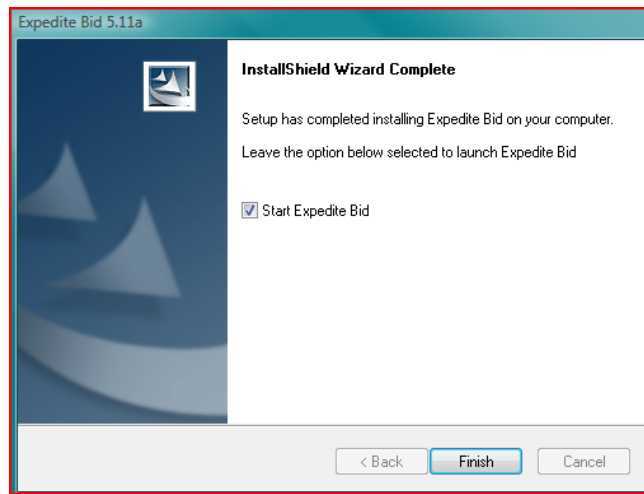 Expedite Bid 5.11a
InstallShield Wizard Complete
Setup has completed installing Expedite Bid on your computer.
Leave the option below selected to launch Expedite Bid
Start Expedite Bid
< Back
Finish
Cancel